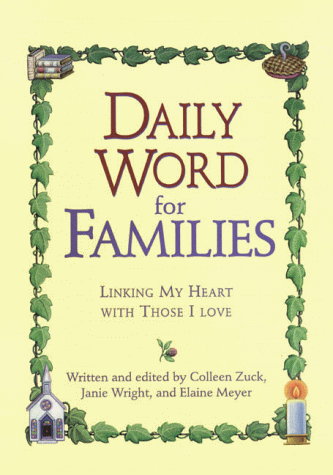 DAILY
WORD
for
FAMILIES
LINKING MY HEART
WITH THOSE I LOVE
Written and edited by Colleen Zuck,
Janie Wright, and Elaine Meyer